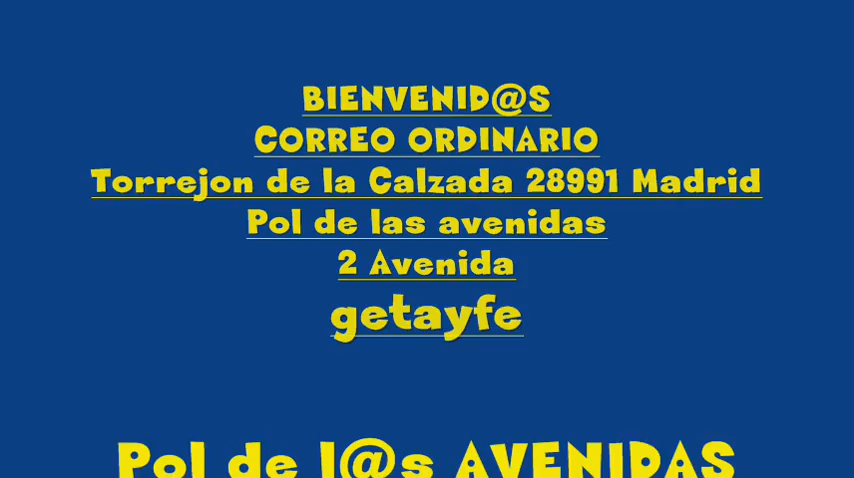 BIENVENID@S
CORREO ORDINARIO
Torrejon de la Calzada 28991 Madrid
Pol de las avenidas
2 Avenida
getayfe
Pol de l@s AVENIDAS